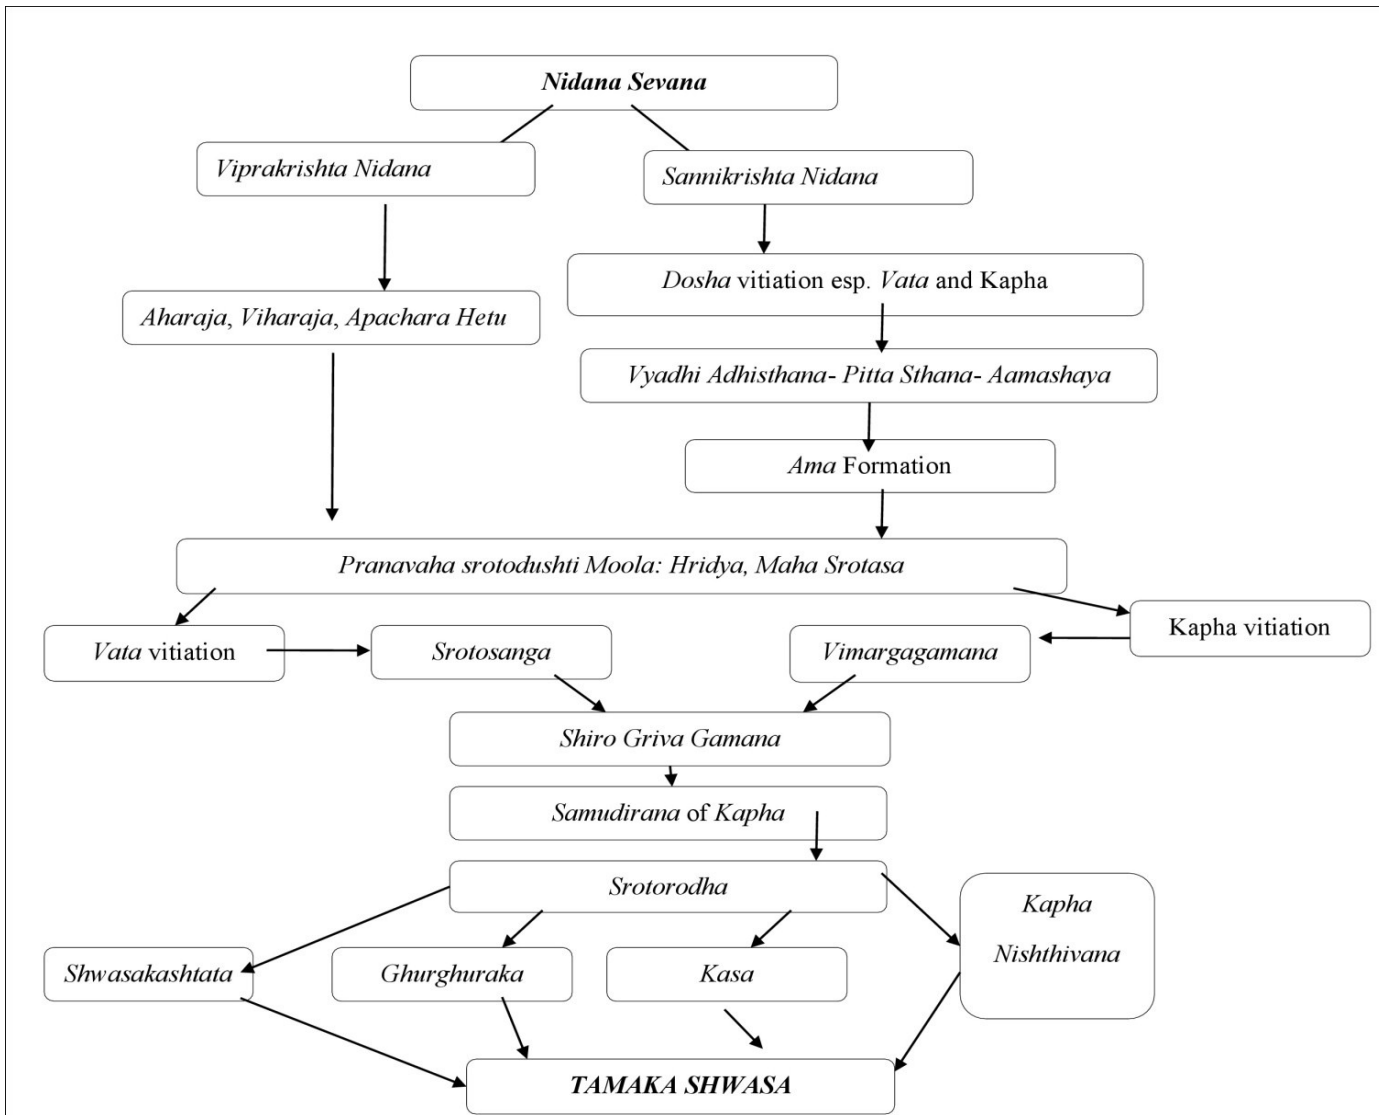 Nidana Sevana
Viprakrishta Nidana
Sannikrishta Nidana
Dosha vitiation esp. Vata and Kapha
Aharaja, Viharaja, Apachara Hetu
Vyadhi Adhisthana- Pitta Sthana- Aamashaya
Ama Formation
Pranavaha srotodushti Moola: Hridya, Maha Srotasa
Vata vitiation
Srotosanga
Vimargagamana
Kapha vitiation
Shiro Griva Gamana
Samudirana of Kapha
Srotorodha
Kapha
Nishthivana
Shwasakashtata
Ghurghuraka
Kasa
TAMAKA SHWASA